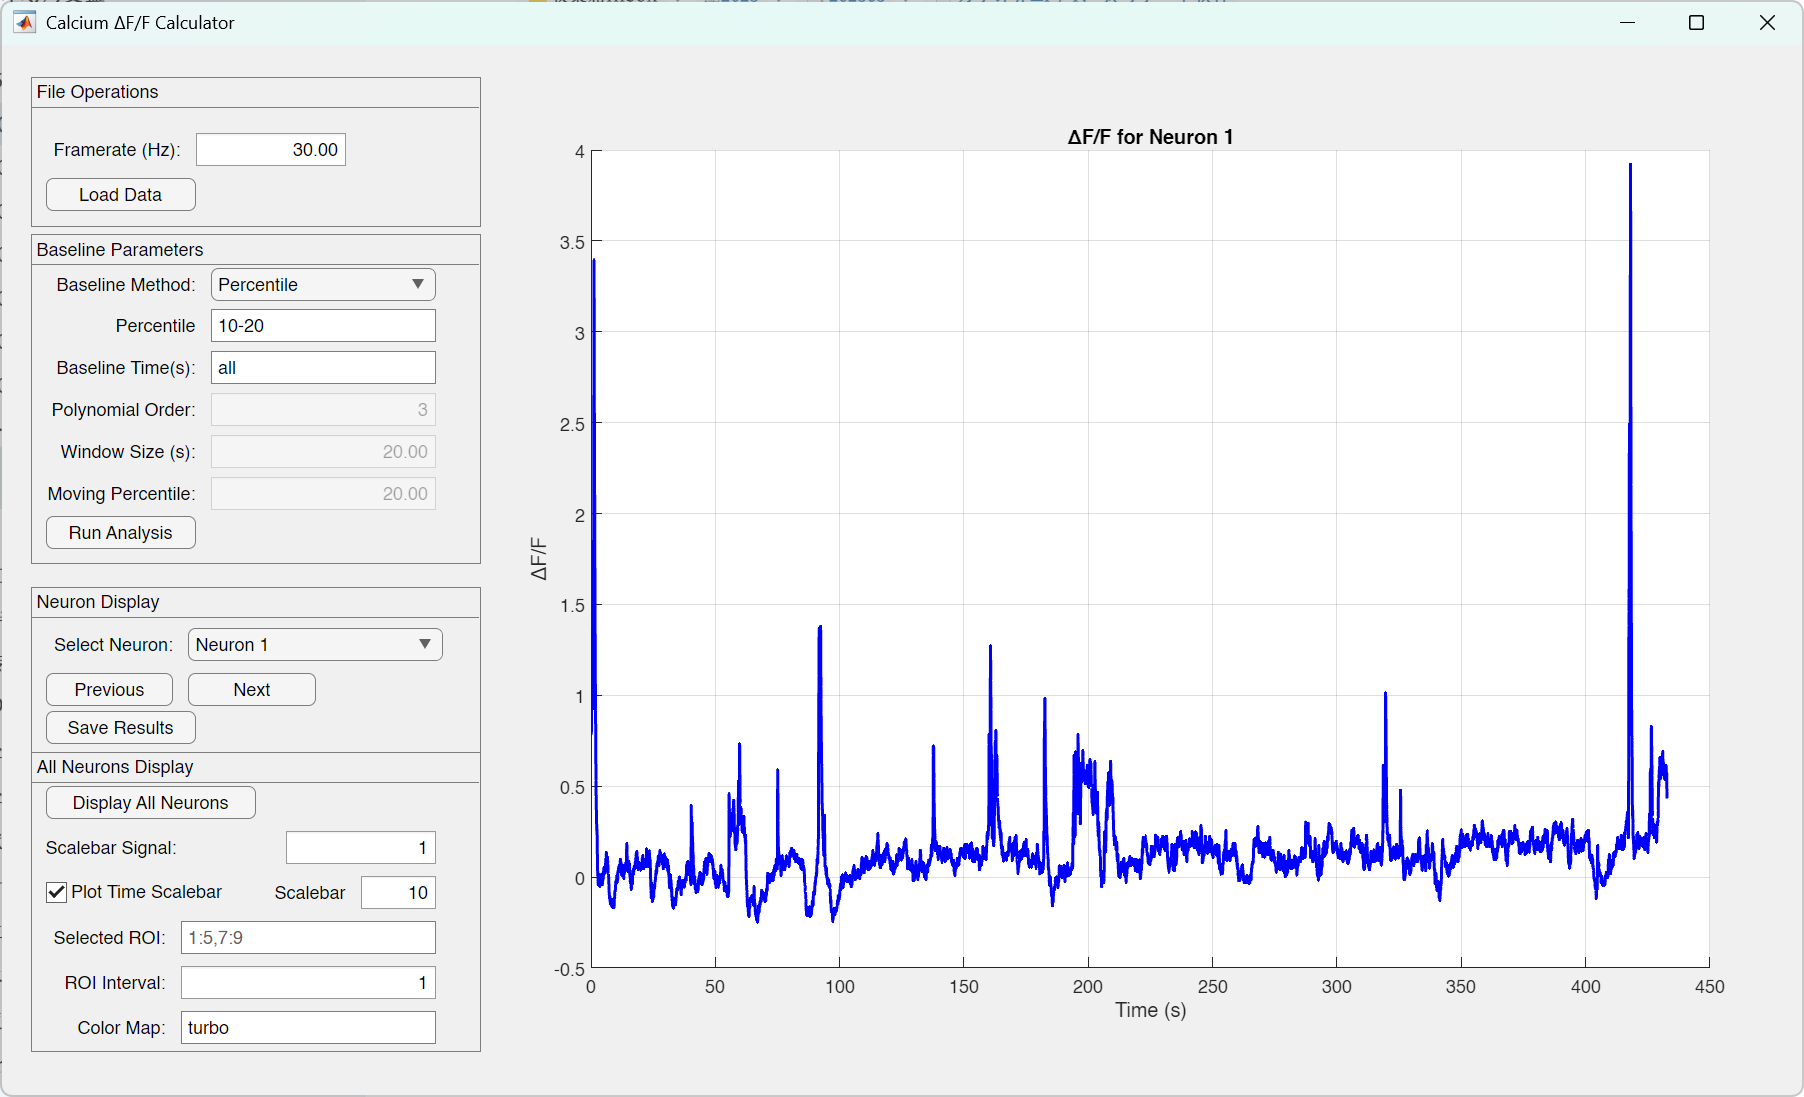 Calcium ΔF/F Calculator
File Operations
Framerate (Hz): 30.00
Load Data
Baseline Parameters
Baseline Method: Percentile
Percentile 10-20
Baseline Time(s): all
Polynomial Order: 3
Window Size (s): 20.00
Moving Percentile: 20.00
Run Analysis
Neuron Display
Select Neuron: Neuron 1
Previous Next
Save Results
All Neurons Display
Display All Neurons
Scalebar Signal: 1
Plot Time Scalebar Scalebar 10
Selected ROI: 1:5,7:9
ROI Interval: 1
Color Map: turbo
ΔF/F for Neuron 1
4
3.5
3
2.5
2
1.5
1
0.5
0
-0.5
ΔF/F
0 50 100 150 200 250 300 350 400 450
Time (s)